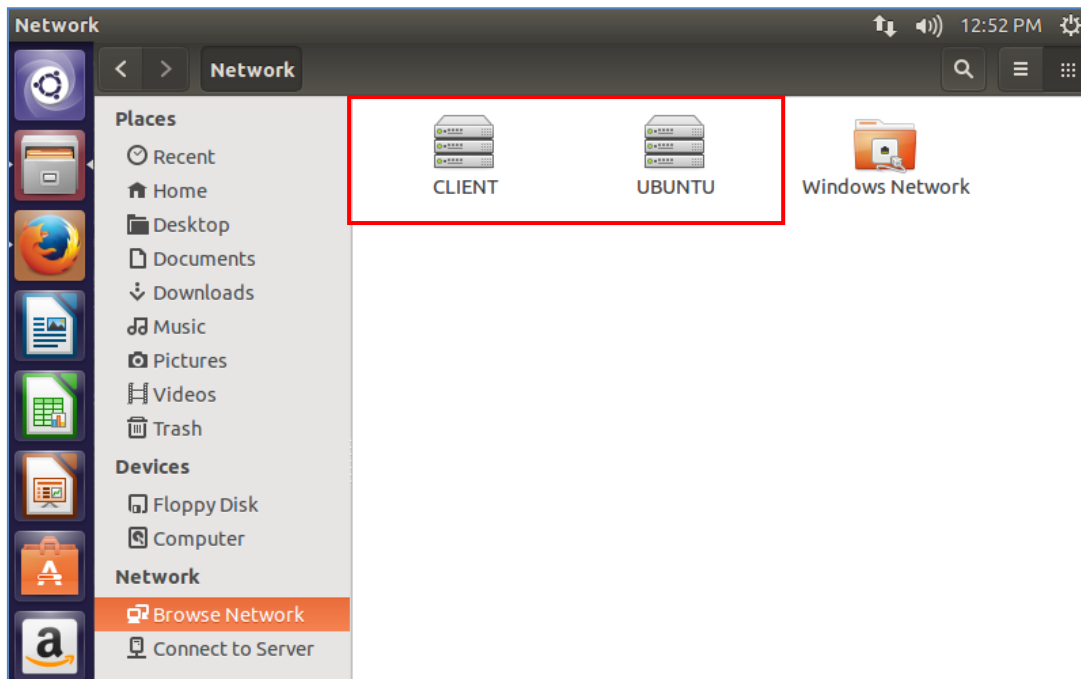 Network
12:52 PM
Network
Places
Recent
Home
Desktop
Documents
Downloads
Music
Pictures
Videos
Trash
Devices
Floppy Disk
Computer
Network
Browse Network
Connect to Server
CLIENT
UBUNTU
Windows Network
A
a